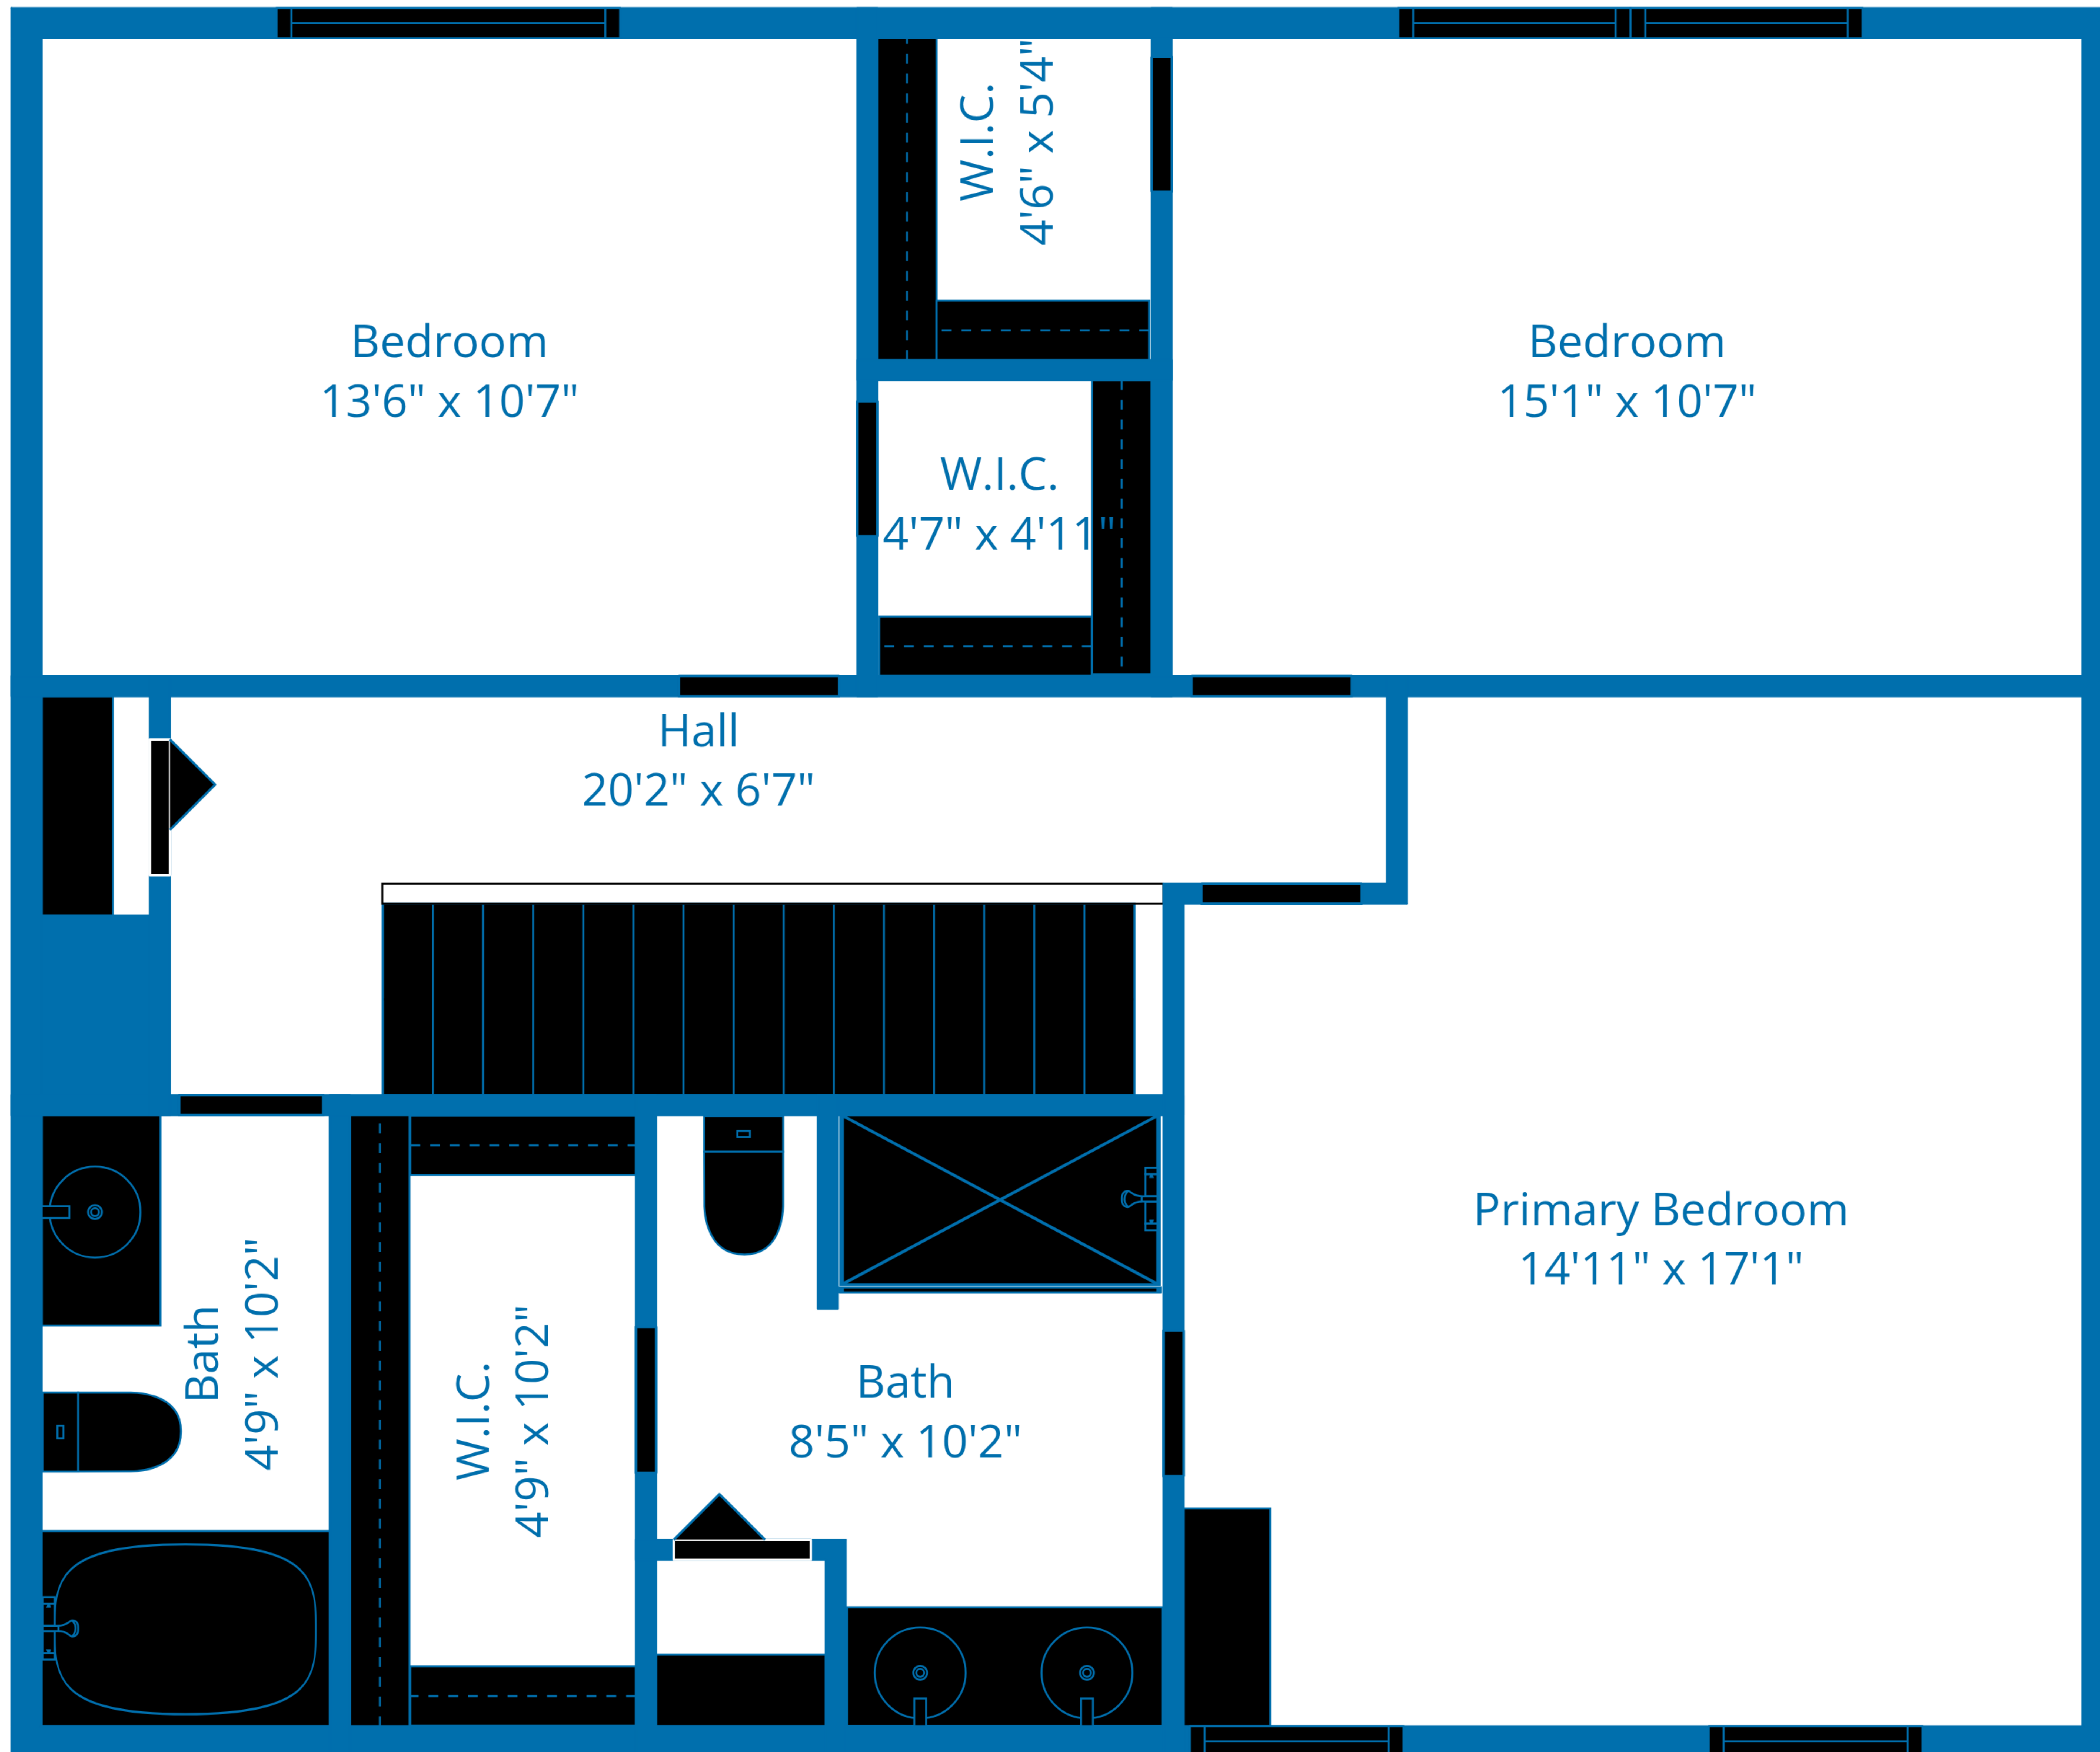 W.I.C.
4'6" x 5'4"
Bedroom
13'6" x 10'7"
Bedroom
15'1" x 10'7"
W.I.C.
4'7" x 4'11"
Hall
20'2" x 6'7"
Primary Bedroom
14'11" x 17'1"
Bath
4'9" x 10'2"
W.I.C.
4'9" x 10'2"
Bath
8'5" x 10'2"